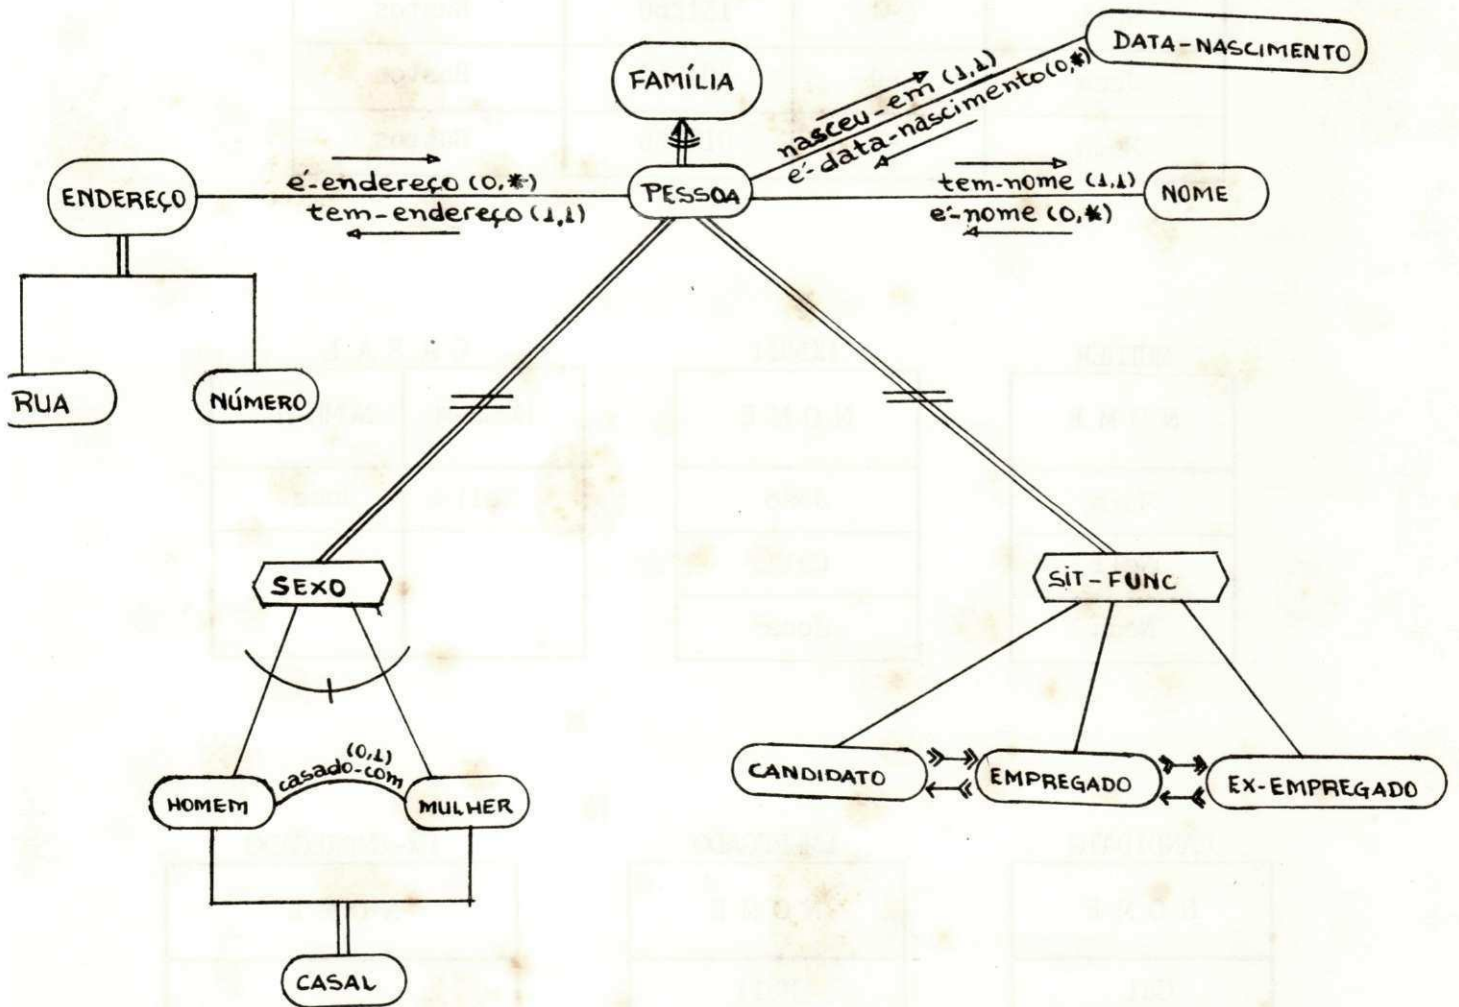 DATA-NASCIMENTO
FAMÍLIA
nasceu-em (1,1)
é-data-nascimento (0,*)
ENDEREÇO
é-endereço (0,*)
tem-endereço (1,1)
PESSOA
tem-nome (1,1)
é-nome (0,*)
NOME
RUA
NÚMERO
SEXO
SIT-FUNC
(0,1)
casado-com
HOMEM
MULHER
CANDIDATO
EMPREGADO
EX-EMPREGADO
CASAL